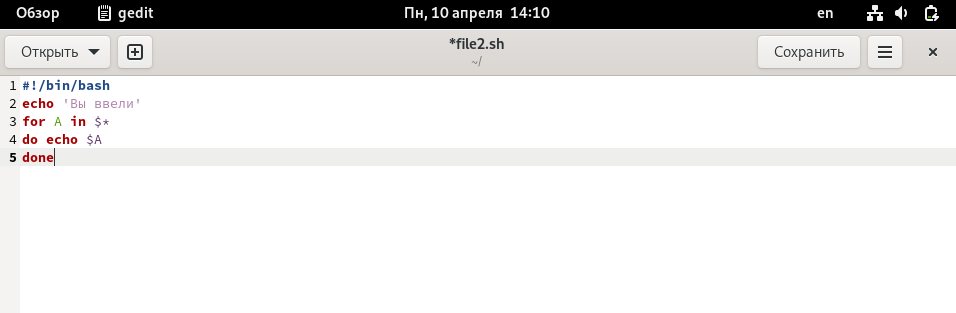 Обзор gedit Пн, 10 апреля 14:10 en
Открыть *file2.sh Сохранить
~/
1 #!/bin/bash
2 echo 'Вы ввели'
3 for A in $*
4 do echo $A
5 done